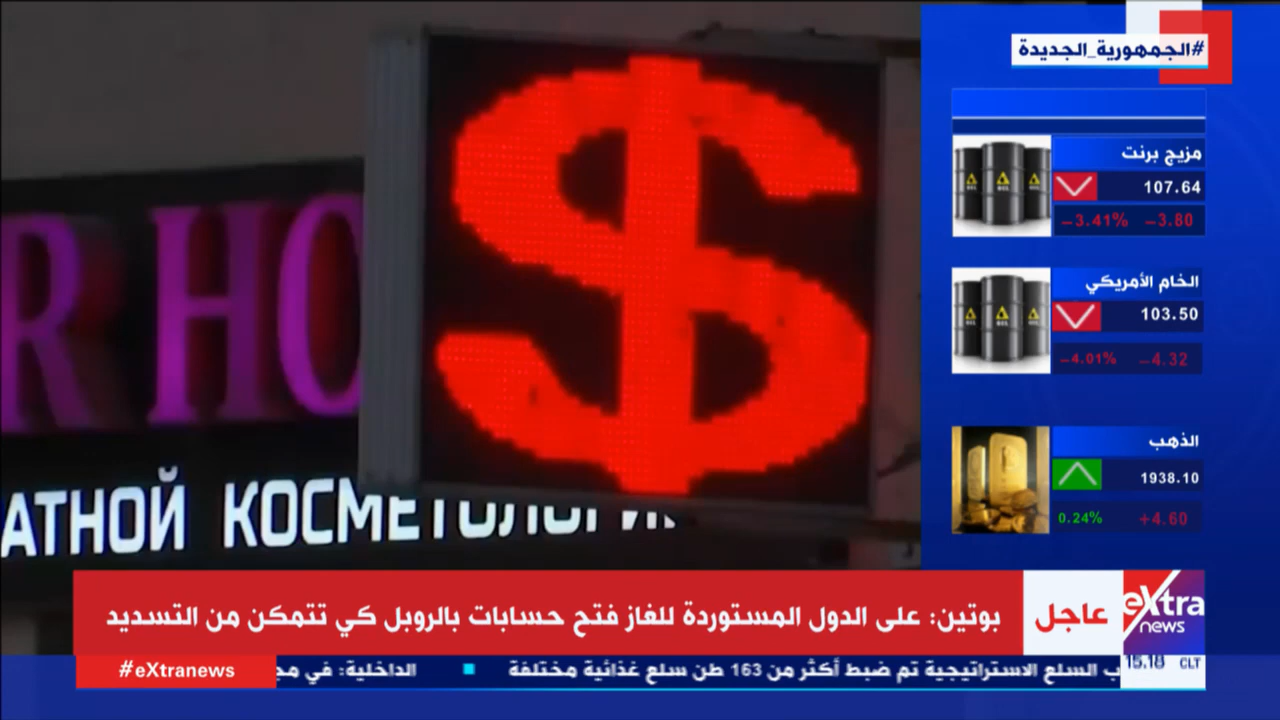 #الجمهورية_الجديدة
مزيج برنت
107.64
−3.41% −3.80
الخام الأمريكي
103.50
−4.01% −4.32
الذهب
1938.10
0.24% +4.60
R HO
АТНОЙ КОСМЕТОЛОГИ
عاجل
بوتين: على الدول المستوردة للغاز فتح حسابات بالروبل كي تتمكن من التسديد
eXtra
news
15.18 CLT
ب السلع الاستراتيجية تم ضبط أكثر من 163 طن سلع غذائية مختلفة ■ الداخلية: في
#eXtranews